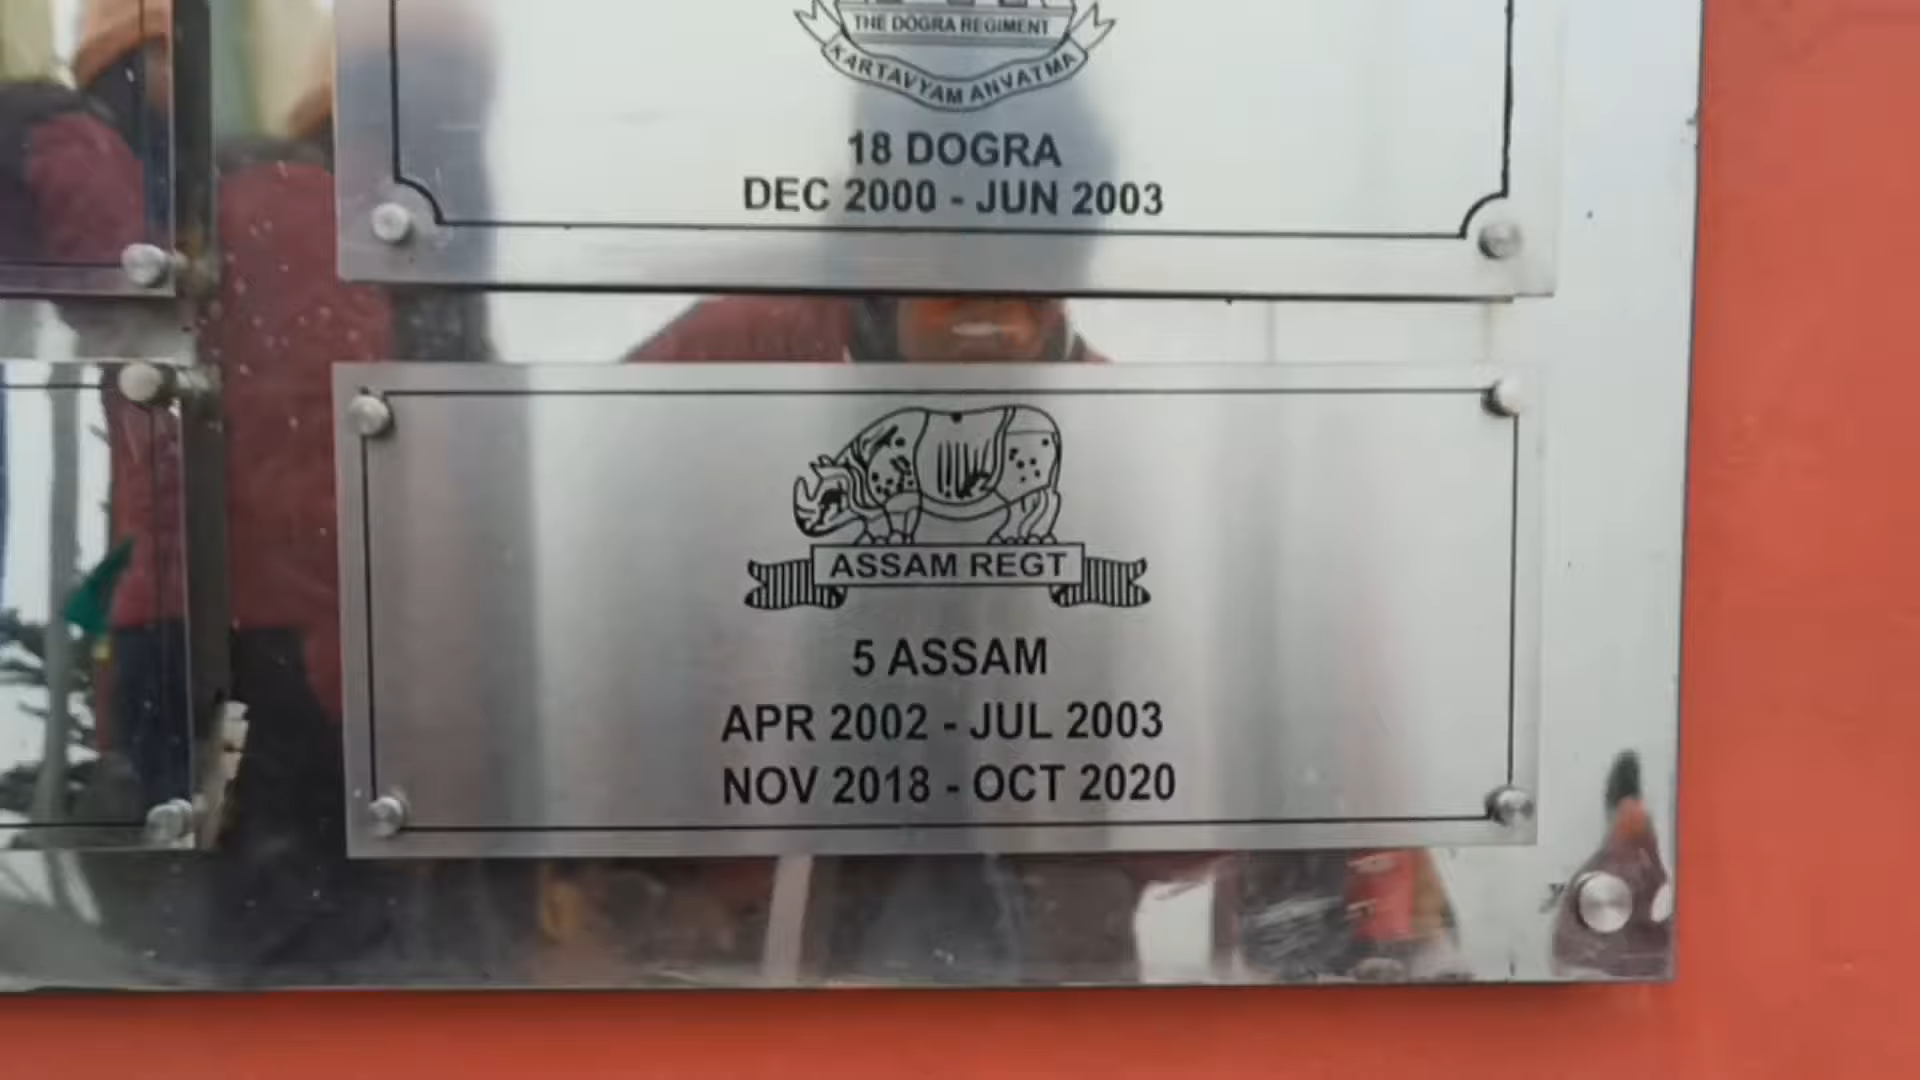 THE DOGRA REGIMENT
KARTAVYAM ANVATMA
18 DOGRA
DEC 2000 - JUN 2003
ASSAM REGT
5 ASSAM
APR 2002 - JUL 2003
NOV 2018 - OCT 2020